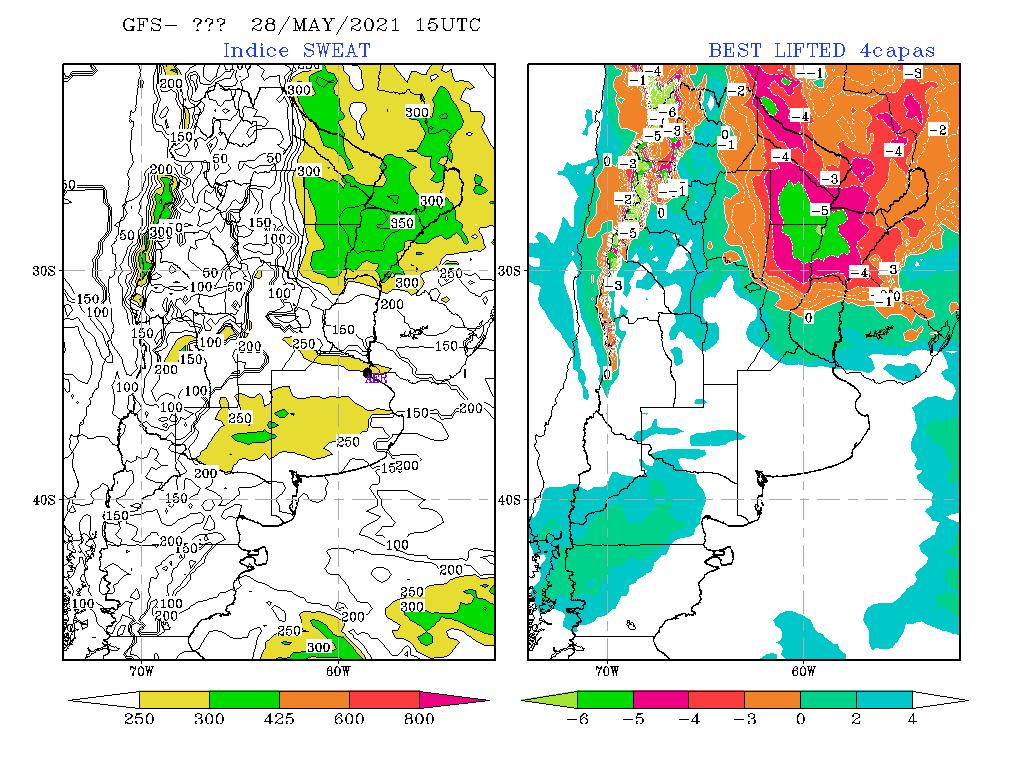 GFS- ??? 28/MAY/2021 15UTC
Indice SWEAT BEST LIFTED 4capas
200 300 -4 -1 -1 -3
300 -2
150 -6 -4 -2
50 50 -5 -3 0 -1 -4
200 300 0 -3 -4 -3
50 300 -1
150 350 -2 0 -5
50 300 100 -5
30S 50 250 30S -4 3
100 50 100 300 -3
150 100 200 0 -1
150 100 200 250 150 150
150 200 0
100 100 200
100 250 150
250
200 200
40S 150 40S
150
200 150 100
200
100 2100 250
200 300
250 200
300
70W 60W 70W 60W
250 300 425 600 800 -6 -5 -4 -3 0 2 4